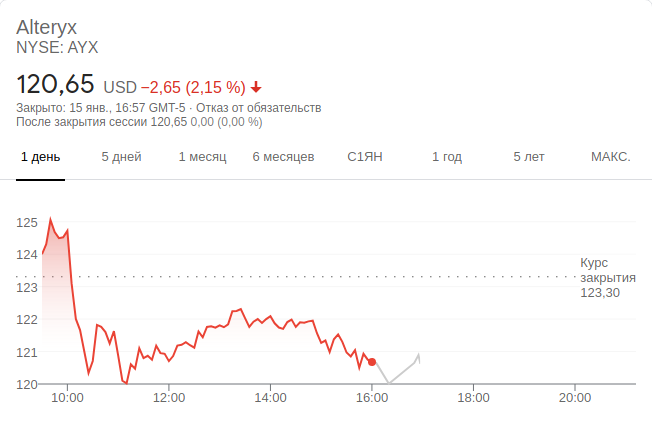 Alteryx
NYSE: AYX
120,65 USD −2,65 (2,15 %)
Закрыто: 15 янв., 16:57 GMT-5 · Отказ от обязательств
После закрытия сессии 120,65 0,00 (0,00 %)
1 день 5 дней 1 месяц 6 месяцев С1ЯН 1 год 5 лет МАКС.
125
124
Курс
закрытия
123,30
123
122
121
120
10:00 12:00 14:00 16:00 18:00 20:00